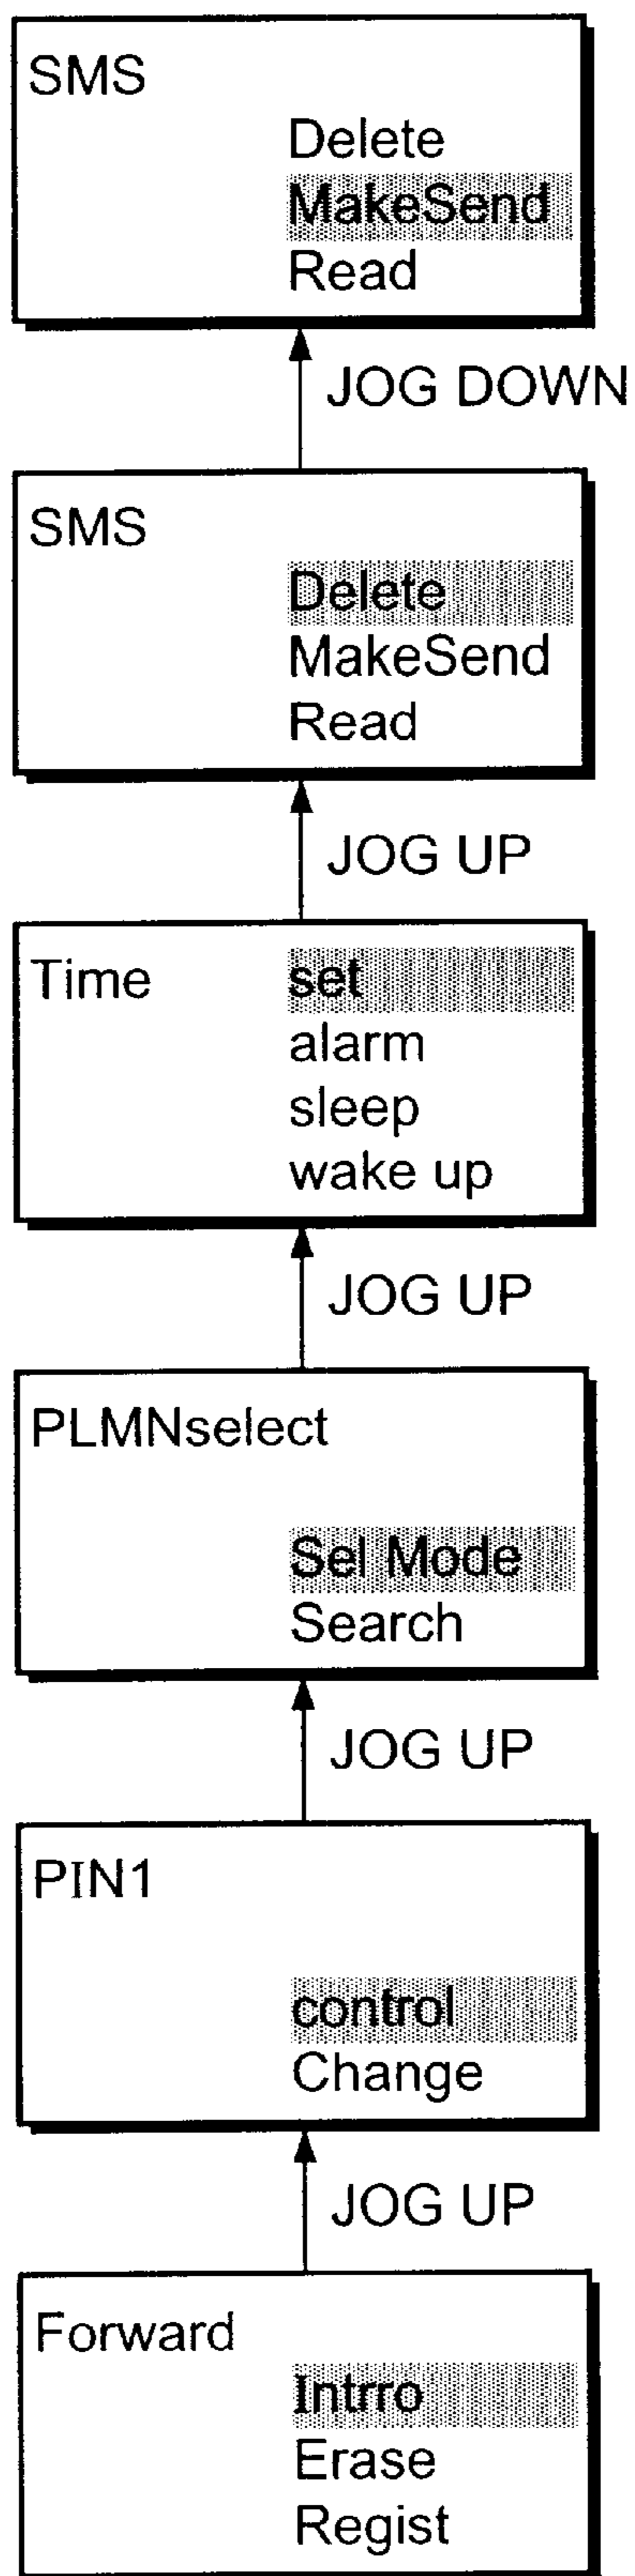 SMS
Delete
MakeSend
Read
JOG DOWN
SMS
Delete
MakeSend
Read
JOG UP
Time set
alarm
sleep
wake up
JOG UP
PLMNselect
Sel Mode
Search
JOG UP
PIN1
control
Change
JOG UP
Forward
Intrro
Erase
Regist